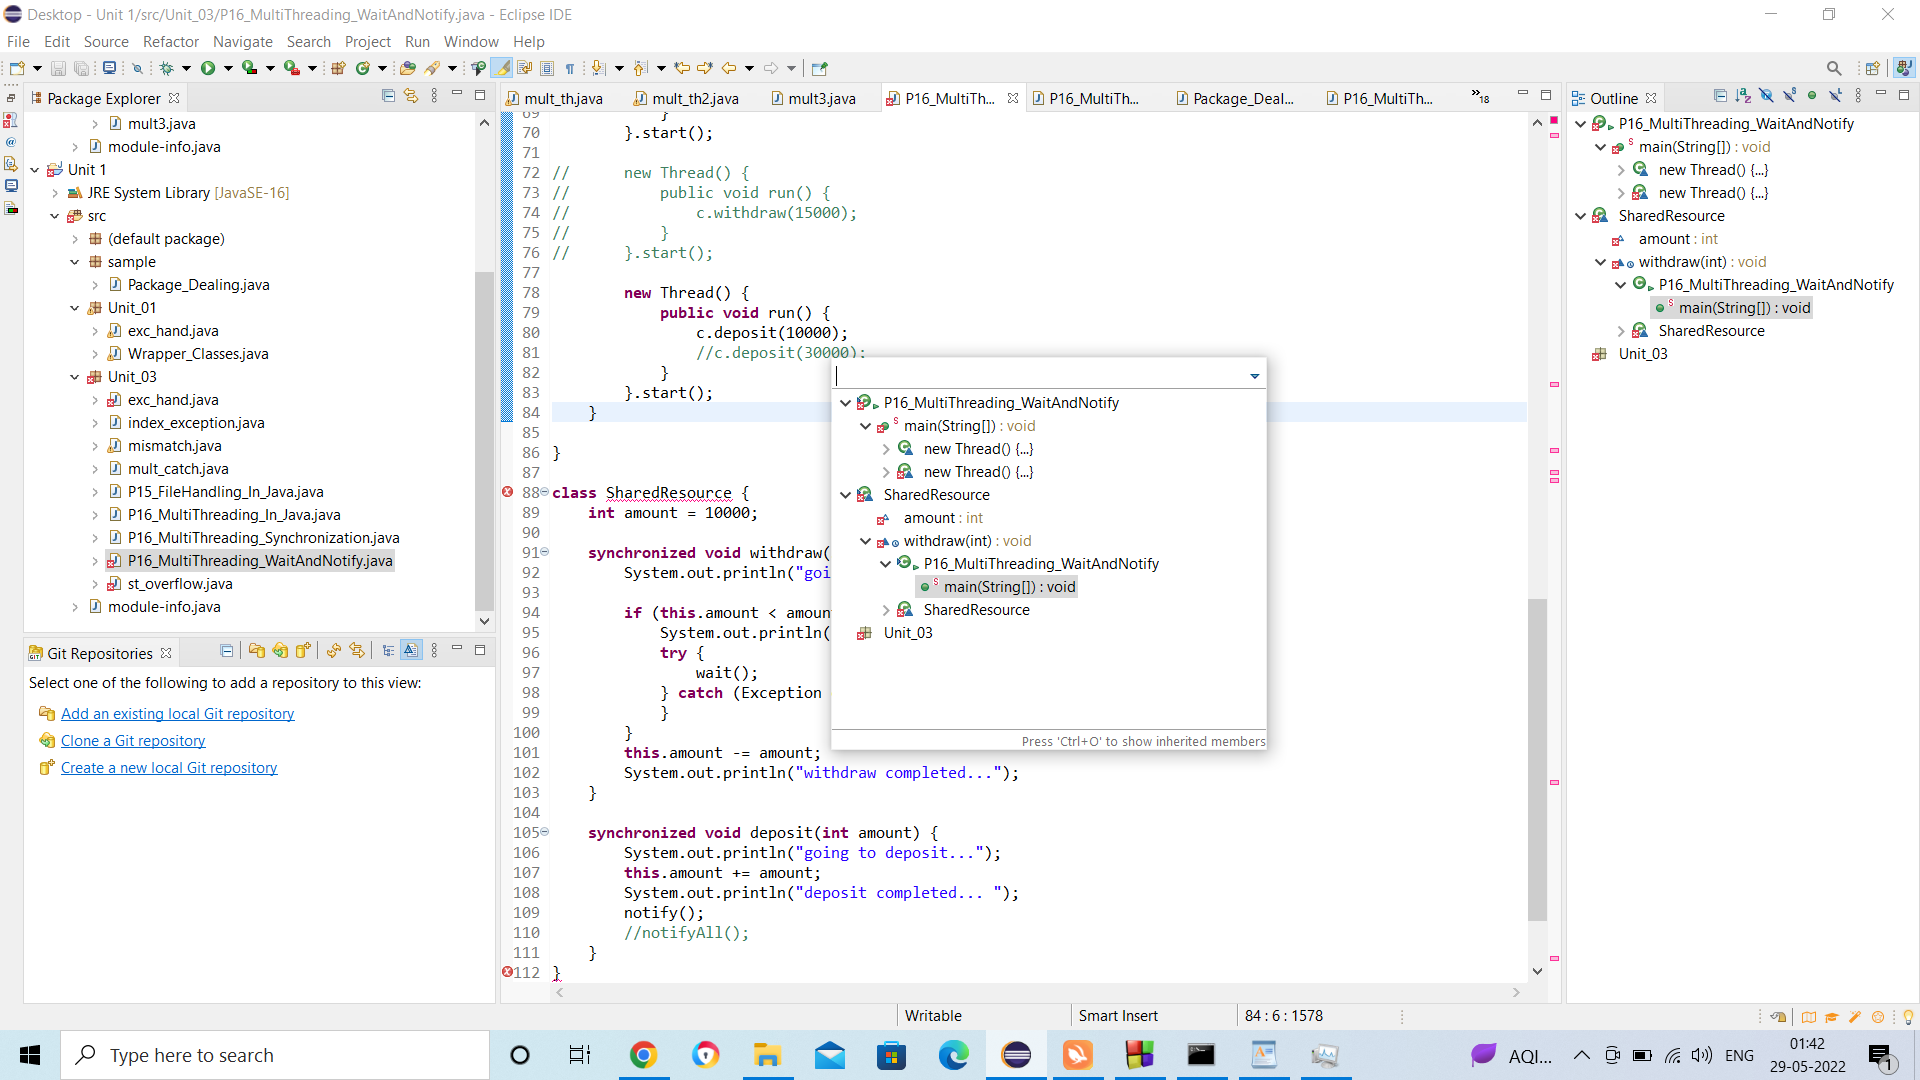 Desktop - Unit 1/src/Unit_03/P16_MultiThreading_WaitAndNotify.java - Eclipse IDE
File Edit Source Refactor Navigate Search Project Run Window Help
Package Explorer
mult3.java
module-info.java
Unit 1
JRE System Library [JavaSE-16]
src
(default package)
sample
Package_Dealing.java
Unit_01
exc_hand.java
Wrapper_Classes.java
Unit_03
exc_hand.java
index_exception.java
mismatch.java
mult_catch.java
P15_FileHandling_In_Java.java
P16_MultiThreading_In_Java.java
P16_MultiThreading_Synchronization.java
P16_MultiThreading_WaitAndNotify.java
st_overflow.java
module-info.java
Git Repositories
Select one of the following to add a repository to this view:
Add an existing local Git repository
Clone a Git repository
Create a new local Git repository
mult_th.java mult_th2.java mult3.java P16_MultiTh... P16_MultiTh... Package_Deal... P16_MultiTh... »18
69 }
70 }.start();
71
72 // new Thread() {
73 // public void run() {
74 // c.withdraw(15000);
75 // }
76 // }.start();
77
78 new Thread() {
79 public void run() {
80 c.deposit(10000);
81 //c.deposit(30000);
82 }
83 }.start();
84 }
85
86 }
87
88 class SharedResource {
89 int amount = 10000;
90
91 synchronized void withdraw(
92 System.out.println("goi
93
94 if (this.amount < amoun
95 System.out.println(
96 try {
97 wait();
98 } catch (Exception
99 }
100 }
101 this.amount -= amount;
102 System.out.println("withdraw completed...");
103 }
104
105 synchronized void deposit(int amount) {
106 System.out.println("going to deposit...");
107 this.amount += amount;
108 System.out.println("deposit completed... ");
109 notify();
110 //notifyAll();
111 }
112 }
P16_MultiThreading_WaitAndNotify
main(String[]) : void
new Thread() {...}
new Thread() {...}
SharedResource
amount : int
withdraw(int) : void
P16_MultiThreading_WaitAndNotify
main(String[]) : void
SharedResource
Unit_03
Press 'Ctrl+O' to show inherited members
Outline
P16_MultiThreading_WaitAndNotify
main(String[]) : void
new Thread() {...}
new Thread() {...}
SharedResource
amount : int
withdraw(int) : void
P16_MultiThreading_WaitAndNotify
main(String[]) : void
SharedResource
Unit_03
Writable Smart Insert 84 : 6 : 1578
Type here to search
AQI... ENG
01:42
29-05-2022
1